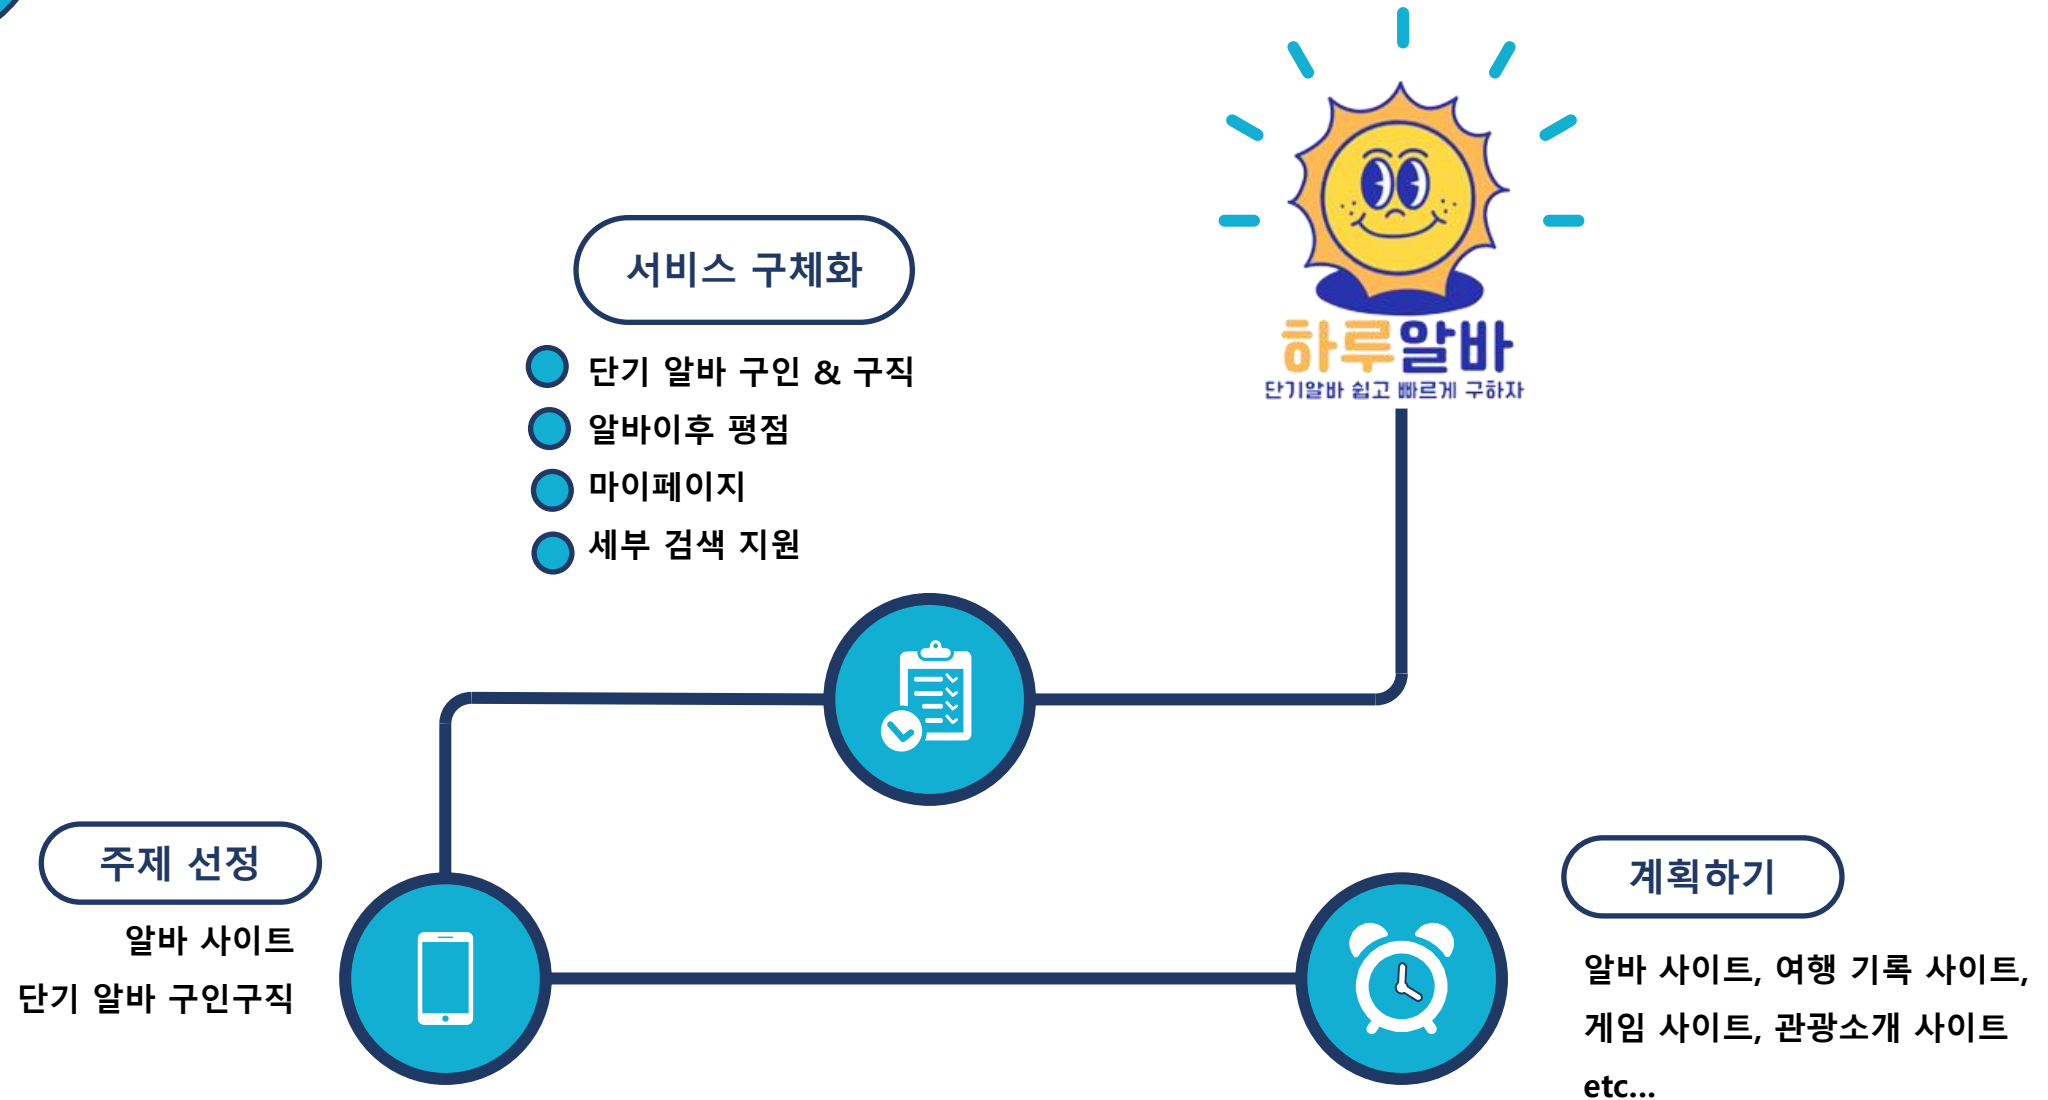 하루알바
단기알바 쉽고 빠르게 구하자
서비스 구체화
단기 알바 구인 & 구직
알바이후 평점
마이페이지
세부 검색 지원
주제 선정
알바 사이트
단기 알바 구인구직
계획하기
알바 사이트, 여행 기록 사이트,
게임 사이트, 관광소개 사이트
etc...